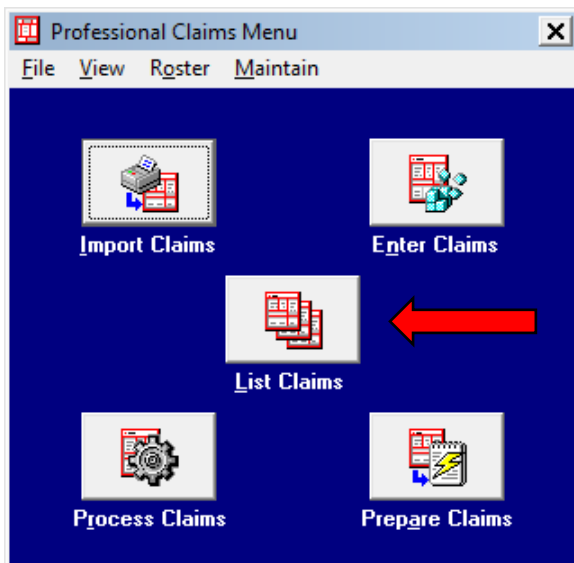 Professional Claims Menu
File View Roster Maintain
Import Claims
Enter Claims
List Claims
Process Claims
Prepare Claims